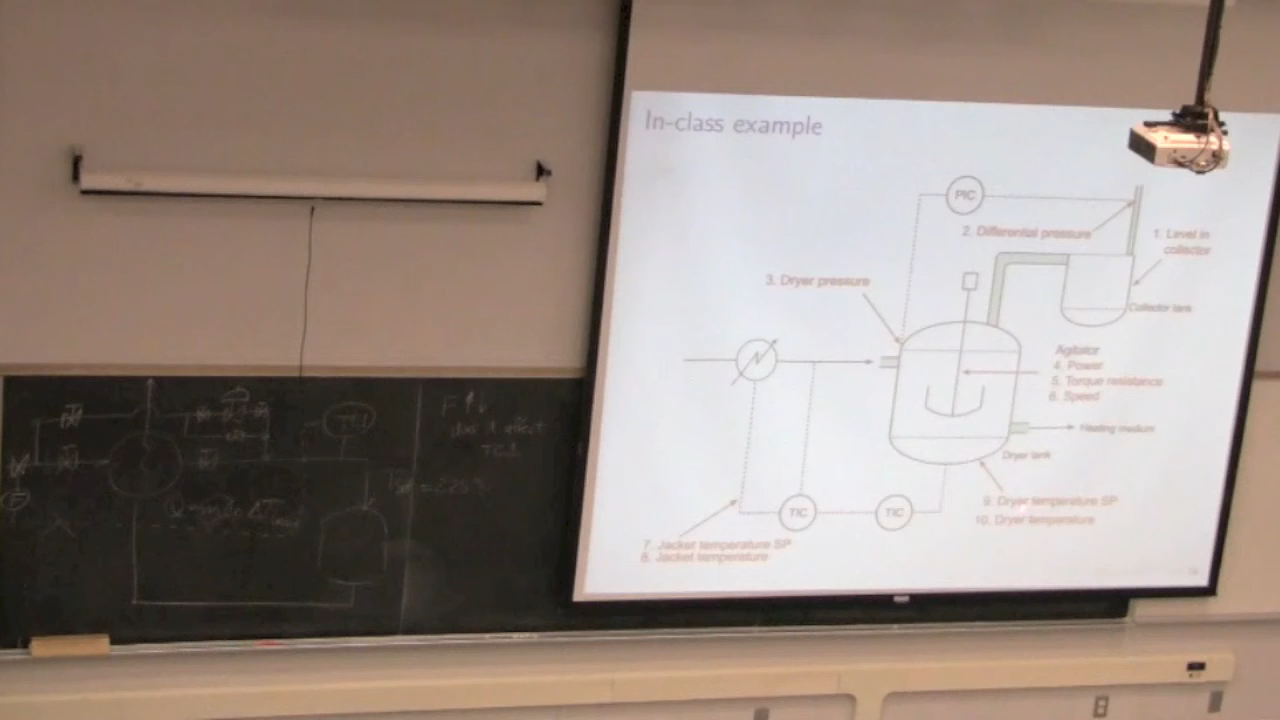 In-class example
PIC
2. Differential pressure
1. Level in
collector
3. Dryer pressure
Collector tank
Agitator
4. Power
5. Torque resistance
6. Speed
Heating medium
Dryer tank
9. Dryer temperature SP
10. Dryer temperature
TIC
TIC
7. Jacket temperature SP
8. Jacket temperature
TC1
F
TC1